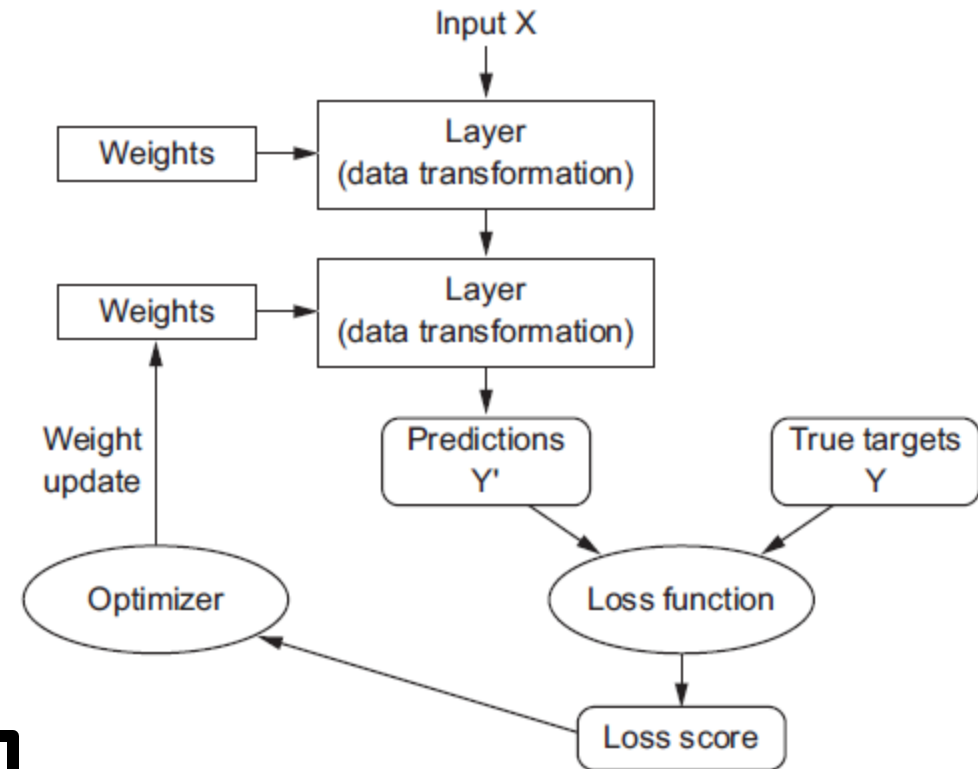 Input X
Layer
(data transformation)
Weights
Layer
(data transformation)
Weights
Weight
update
Predictions
Y'
True targets
Y
Optimizer
Loss function
Loss score